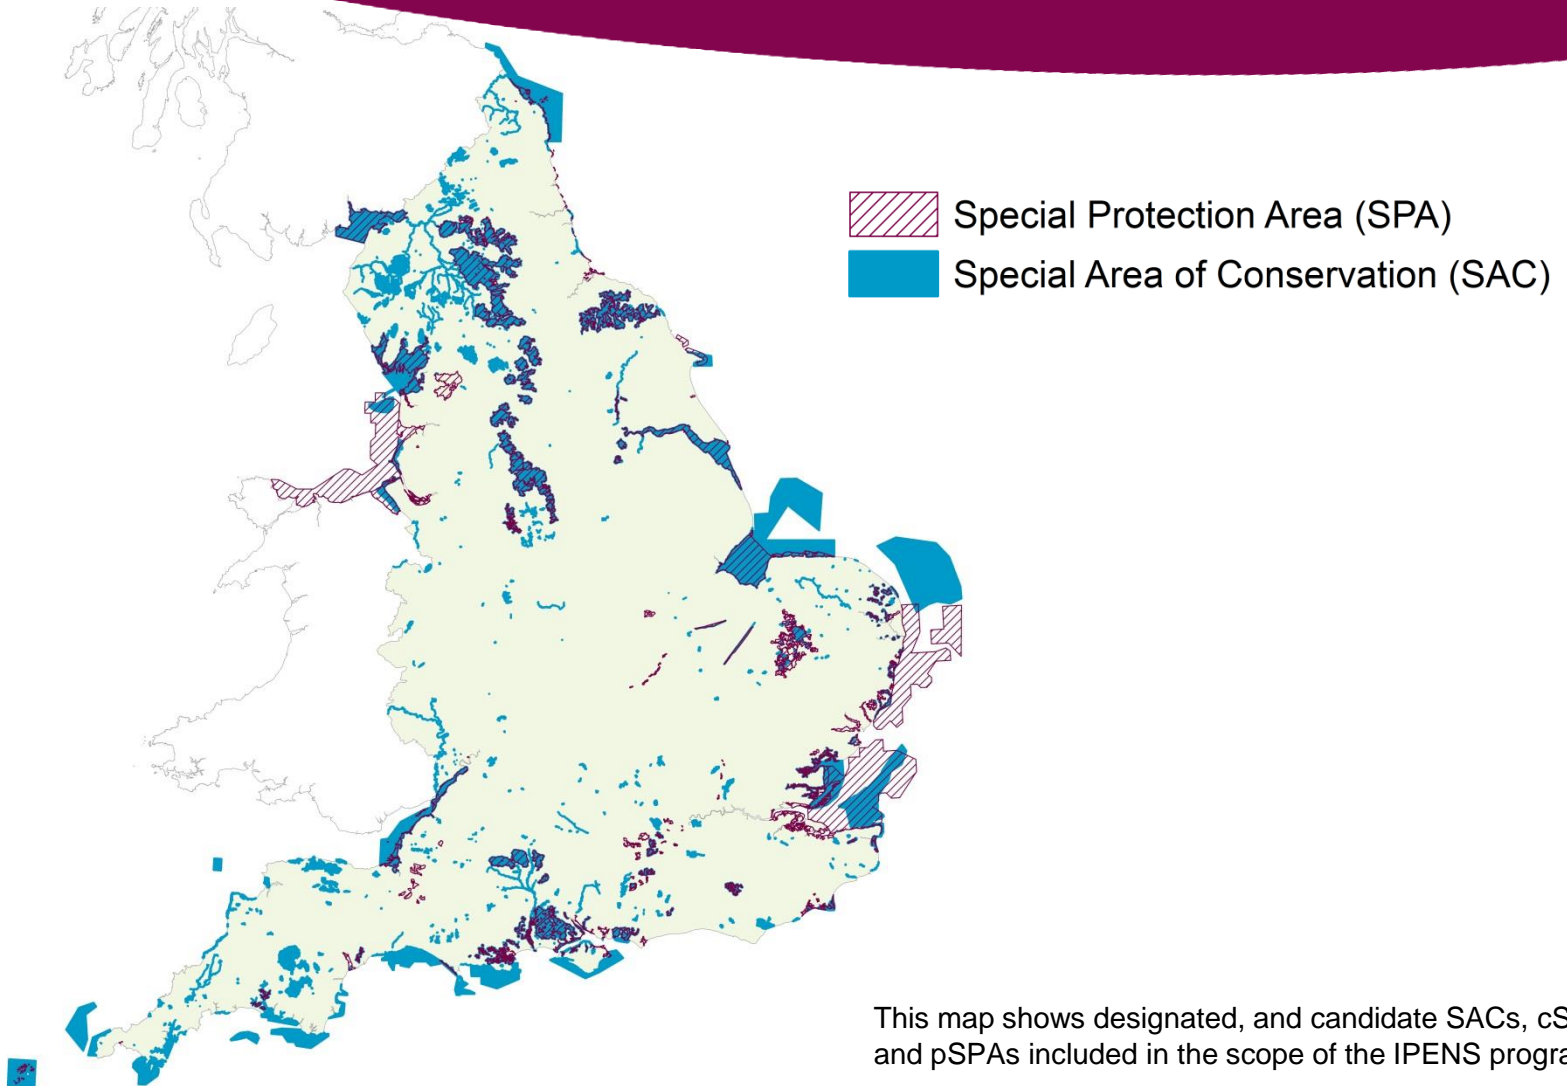 Special Protection Area (SPA)
Special Area of Conservation (SAC)
This map shows designated, and candidate SACs,
and pSPAs included in the scope of the IPENS